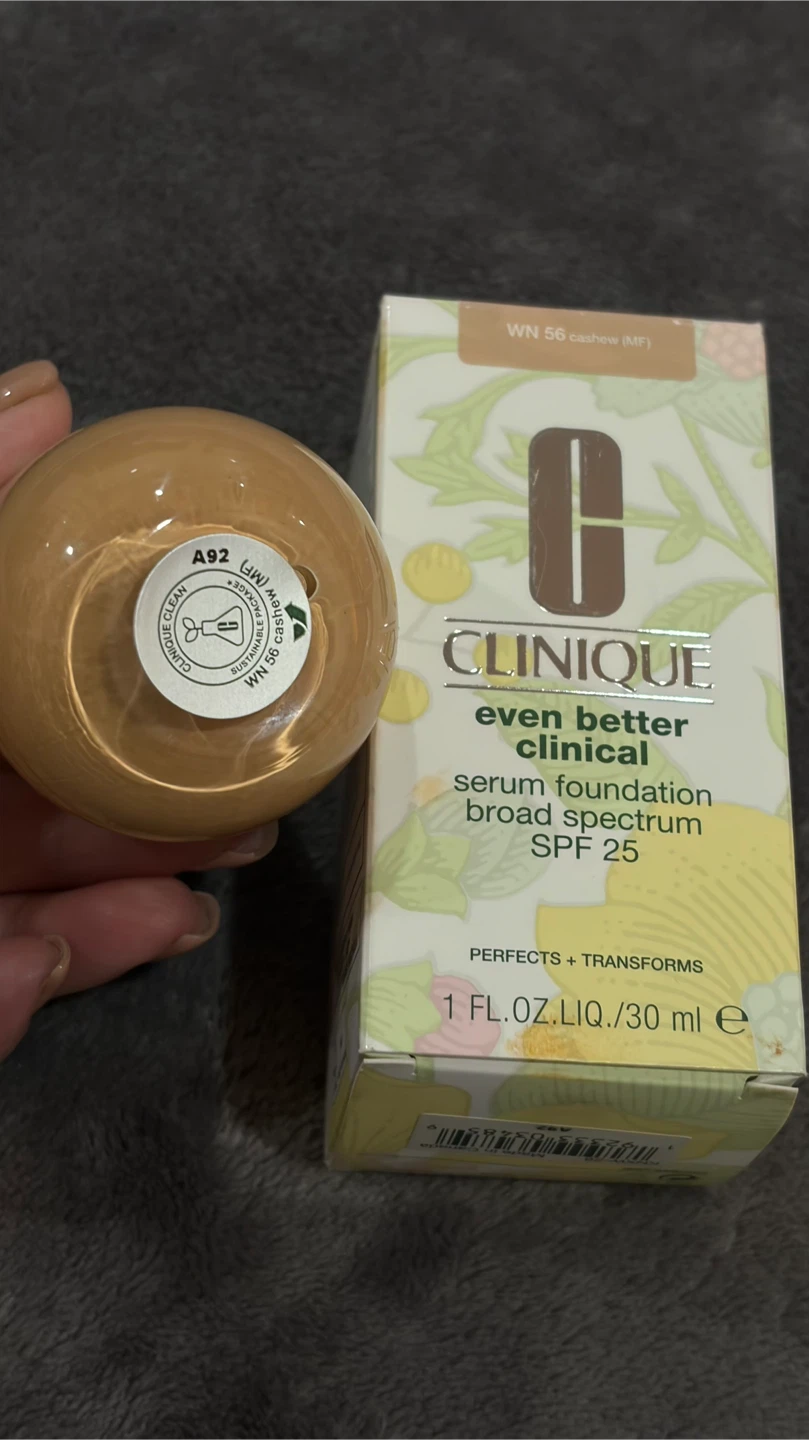 A92
CLINIQUE CLEAN
SUSTAINABLE PACKAGE*
WN 56 cashew (MF)
WN 56 cashew (MF)
C
CLINIQUE
even better
clinical
serum foundation
broad spectrum
SPF 25
PERFECTS + TRANSFORMS
1 FL.OZ.LIQ./30 ml ℮
A92